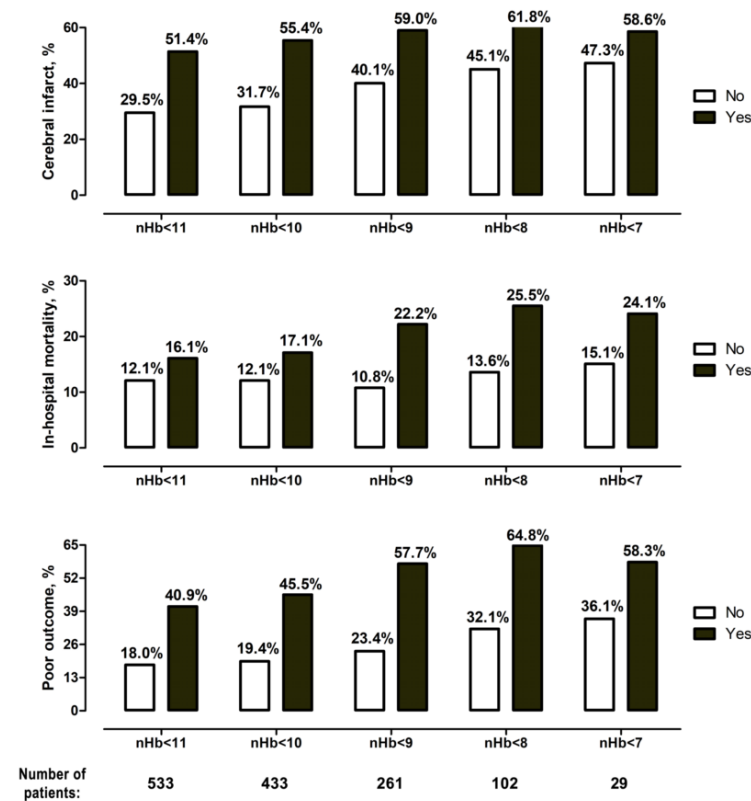 Cerebral infarct, %
60
40
20
0
29.5% 51.4% 31.7% 55.4% 40.1% 59.0% 45.1% 61.8% 47.3% 58.6%
No
Yes
nHb<11 nHb<10 nHb<9 nHb<8 nHb<7
In-hospital mortality, %
30
20
10
0
12.1% 16.1% 12.1% 17.1% 10.8% 22.2% 13.6% 25.5% 15.1% 24.1%
No
Yes
nHb<11 nHb<10 nHb<9 nHb<8 nHb<7
Poor outcome, %
65
52
39
26
13
0
18.0% 40.9% 19.4% 45.5% 23.4% 57.7% 32.1% 64.8% 36.1% 58.3%
No
Yes
nHb<11 nHb<10 nHb<9 nHb<8 nHb<7
Number of
patients:
533 433 261 102 29